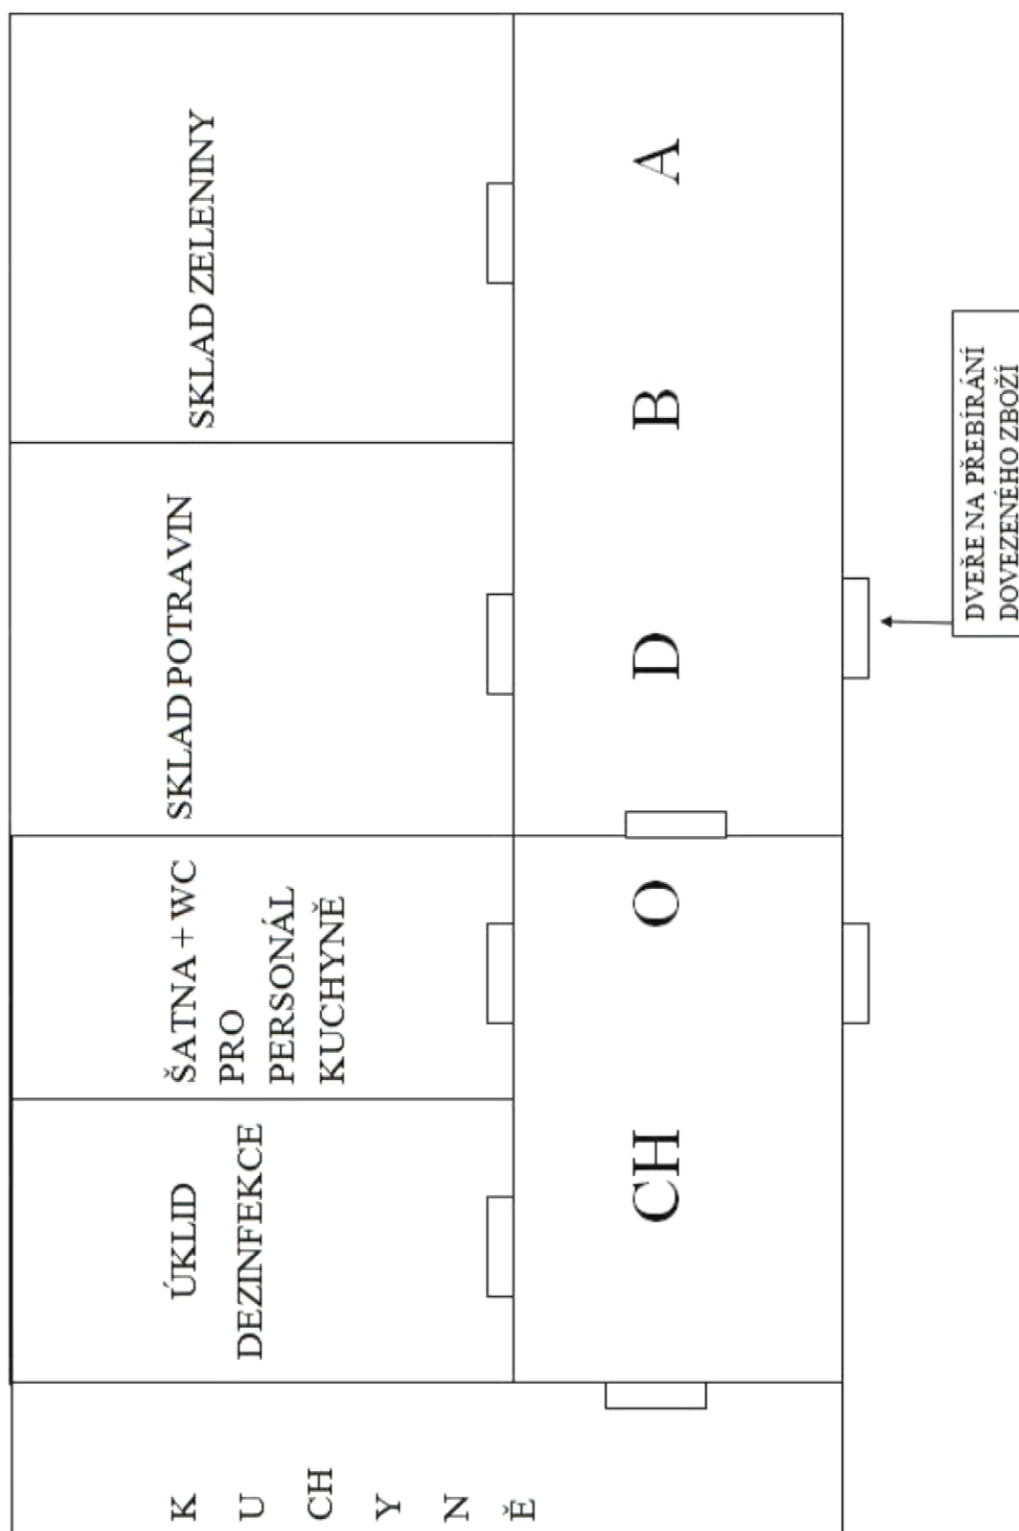 K
U
CH
Y
N
Ě
ÚKLID
DEZINFEKCE
ŠATNA + WC
PRO
PERSONÁL
KUCHYNĚ
SKLAD POTRAVIN
SKLAD ZELENINY
CH O D B A
DVEŘE NA PŘEBÍRÁNÍ
DOVEZENÉHO ZBOŽÍ